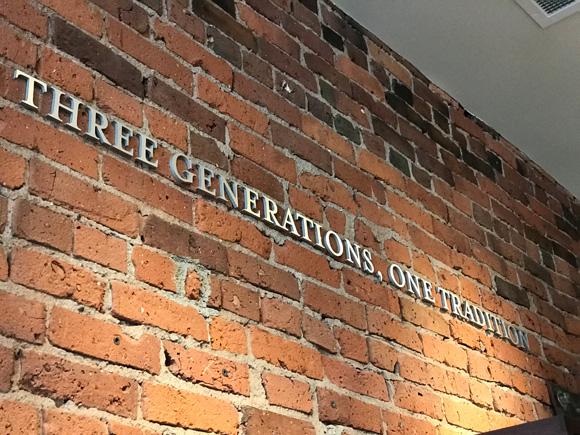 THREE GENERATIONS, ONE TRADITION